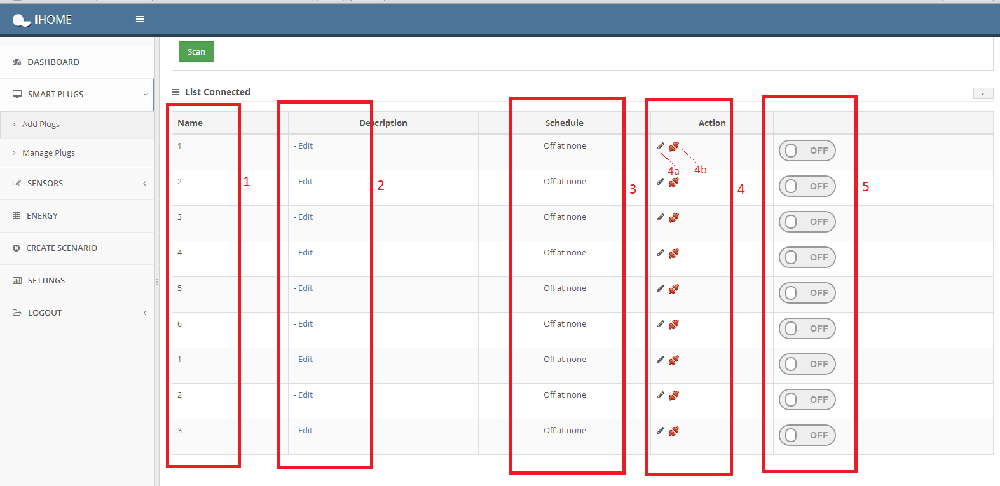 iHOME
Scan
DASHBOARD
SMART PLUGS
Add Plugs
Manage Plugs
SENSORS
ENERGY
CREATE SCENARIO
SETTINGS
LOGOUT
List Connected
Name Description Schedule Action
1 - Edit Off at none OFF
4a 4b
2 - Edit Off at none OFF
1 2 3 4 5
3 - Edit Off at none OFF
4 - Edit Off at none OFF
5 - Edit Off at none OFF
6 - Edit Off at none OFF
1 - Edit Off at none OFF
2 - Edit Off at none OFF
3 - Edit Off at none OFF